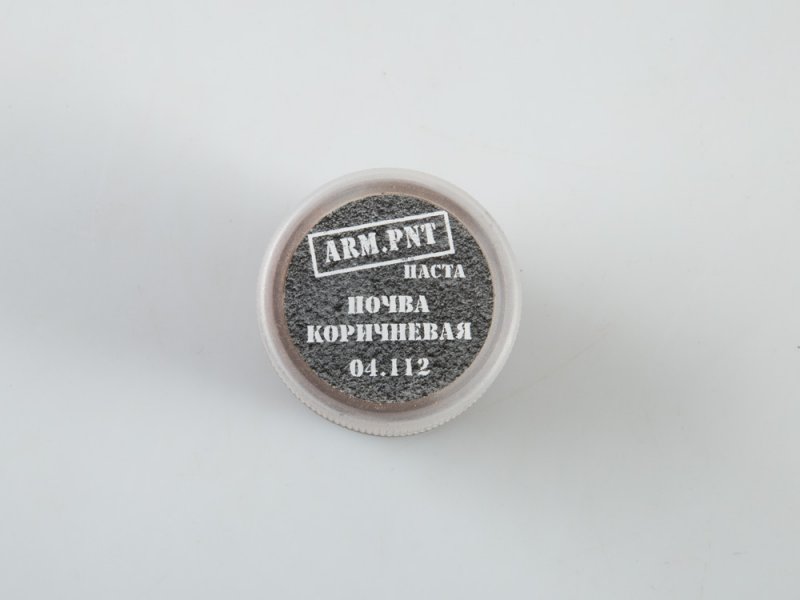 ARM.PNT
ПАСТА
ПОЧВА
КОРИЧНЕВАЯ
04.112